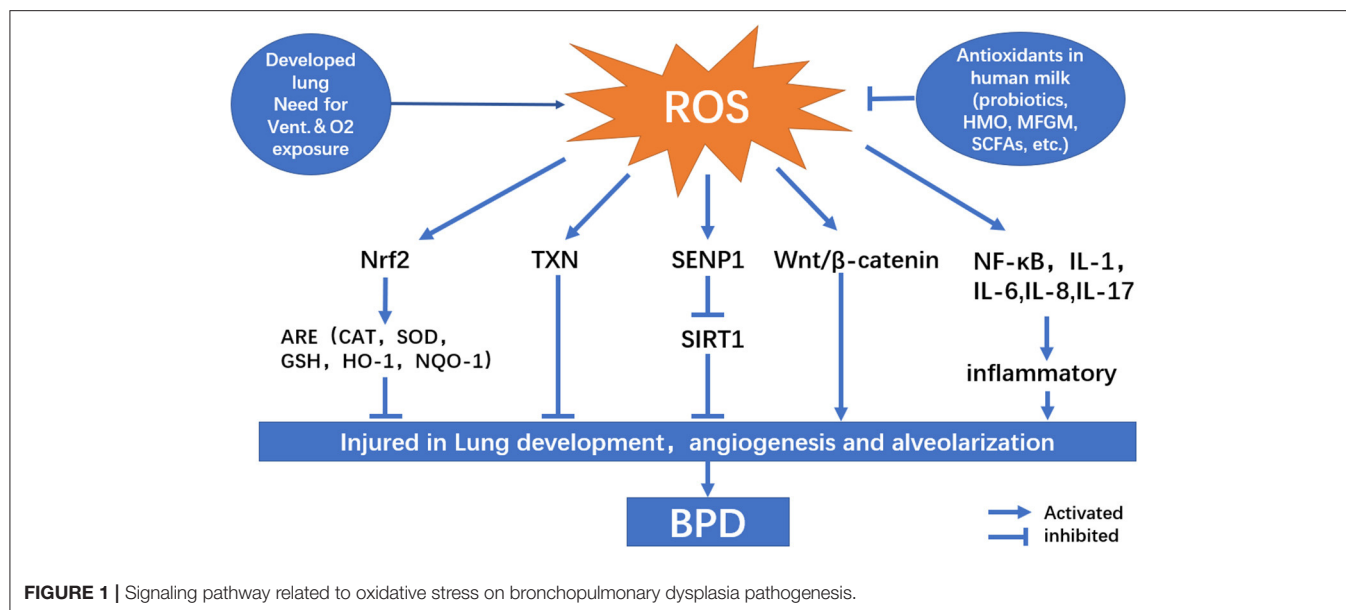 Developed
lung
Need for
Vent.& O2
exposure
ROS
Antioxidants in
human milk
(probiotics,
HMO, MFGM,
SCFAs, etc.)
Nrf2
TXN
SENP1
Wnt/β-catenin
NF-κB, IL-1,
IL-6,IL-8,IL-17
ARE (CAT, SOD,
GSH, HO-1, NQO-1)
SIRT1
inflammatory
Injured in Lung development, angiogenesis and alveolarization
BPD
Activated
inhibited
FIGURE 1 | Signaling pathway related to oxidative stress on bronchopulmonary dysplasia pathogenesis.